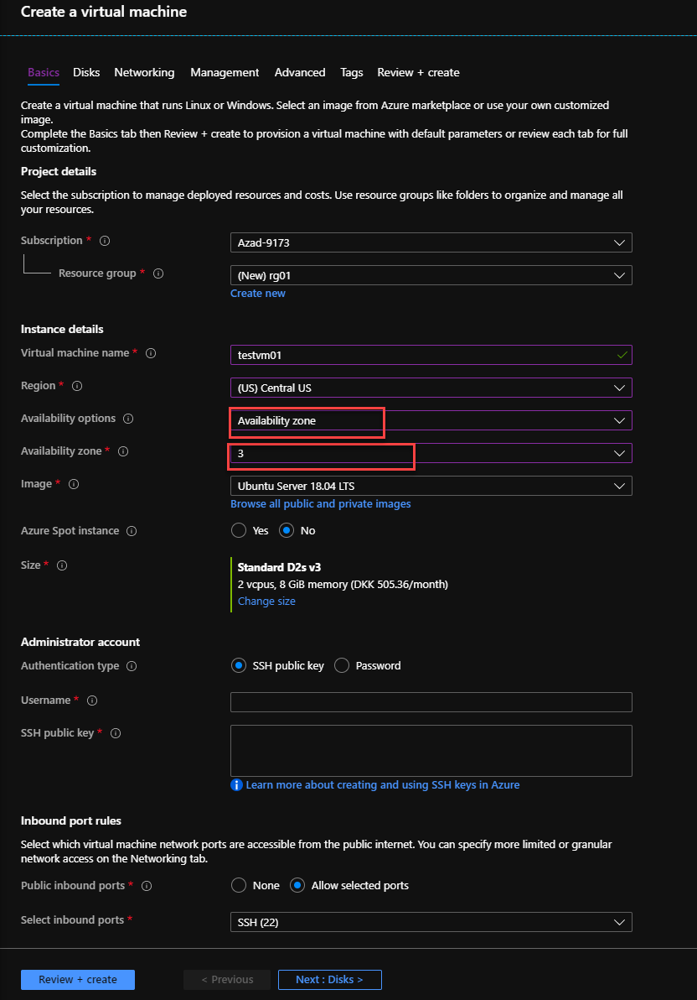 Create a virtual machine
Basics Disks Networking Management Advanced Tags Review + create
Create a virtual machine that runs Linux or Windows. Select an image from Azure marketplace or use your own customized
image.
Complete the Basics tab then Review + create to provision a virtual machine with default parameters or review each tab for full
customization.
Project details
Select the subscription to manage deployed resources and costs. Use resource groups like folders to organize and manage all
your resources.
Subscription * Azad-9173
Resource group * (New) rg01
Create new
Instance details
Virtual machine name * testvm01
Region * (US) Central US
Availability options Availability zone
Availability zone * 3
Image * Ubuntu Server 18.04 LTS
Browse all public and private images
Azure Spot instance Yes No
Size * Standard D2s v3
2 vcpus, 8 GiB memory (DKK 505.36/month)
Change size
Administrator account
Authentication type SSH public key Password
Username *
SSH public key *
Learn more about creating and using SSH keys in Azure
Inbound port rules
Select which virtual machine network ports are accessible from the public internet. You can specify more limited or granular
network access on the Networking tab.
Public inbound ports * None Allow selected ports
Select inbound ports * SSH (22)
Review + create < Previous Next : Disks >